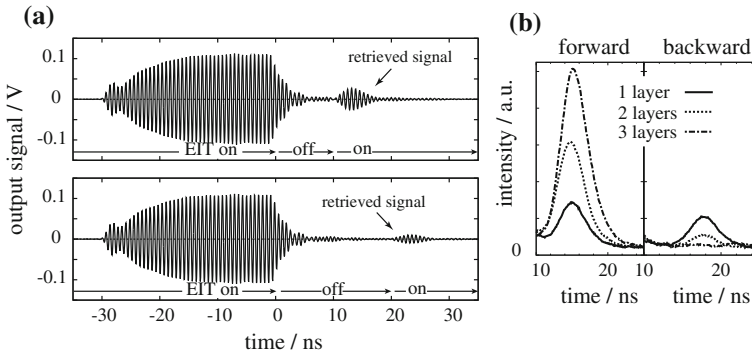 (a)
output signal / V
0.1
0
-0.1
retrieved signal
EIT on
off
on
0.1
0
-0.1
retrieved signal
EIT on
off
on
-30 -20 -10 0 10 20 30
time / ns
(b)
forward backward
intensity / a.u.
0
1 layer
2 layers
3 layers
10 20 10 20
time / ns time / ns